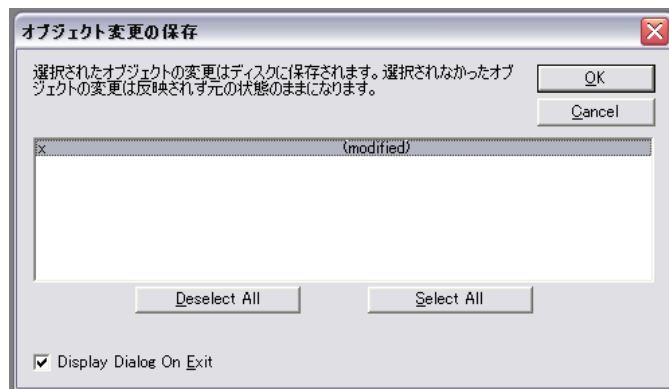 オブジェクト変更の保存
選択されたオブジェクトの変更はディスクに保存されます。選択されなかったオブ
ジェクトの変更は反映されず元の状態のままになります。
OK
Cancel
x (modified)
Deselect All Select All
Display Dialog On Exit